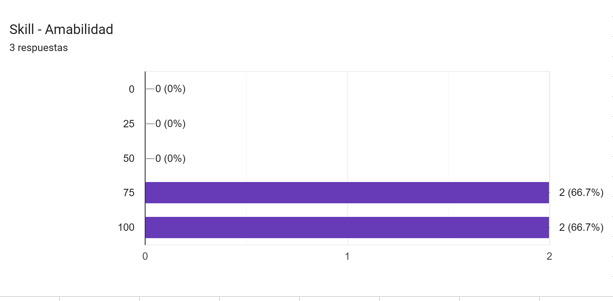 Skill - Amabilidad
3 respuestas
0 0 (0%)
25 0 (0%)
50 0 (0%)
75 2 (66.7%)
100 2 (66.7%)
0 1 2